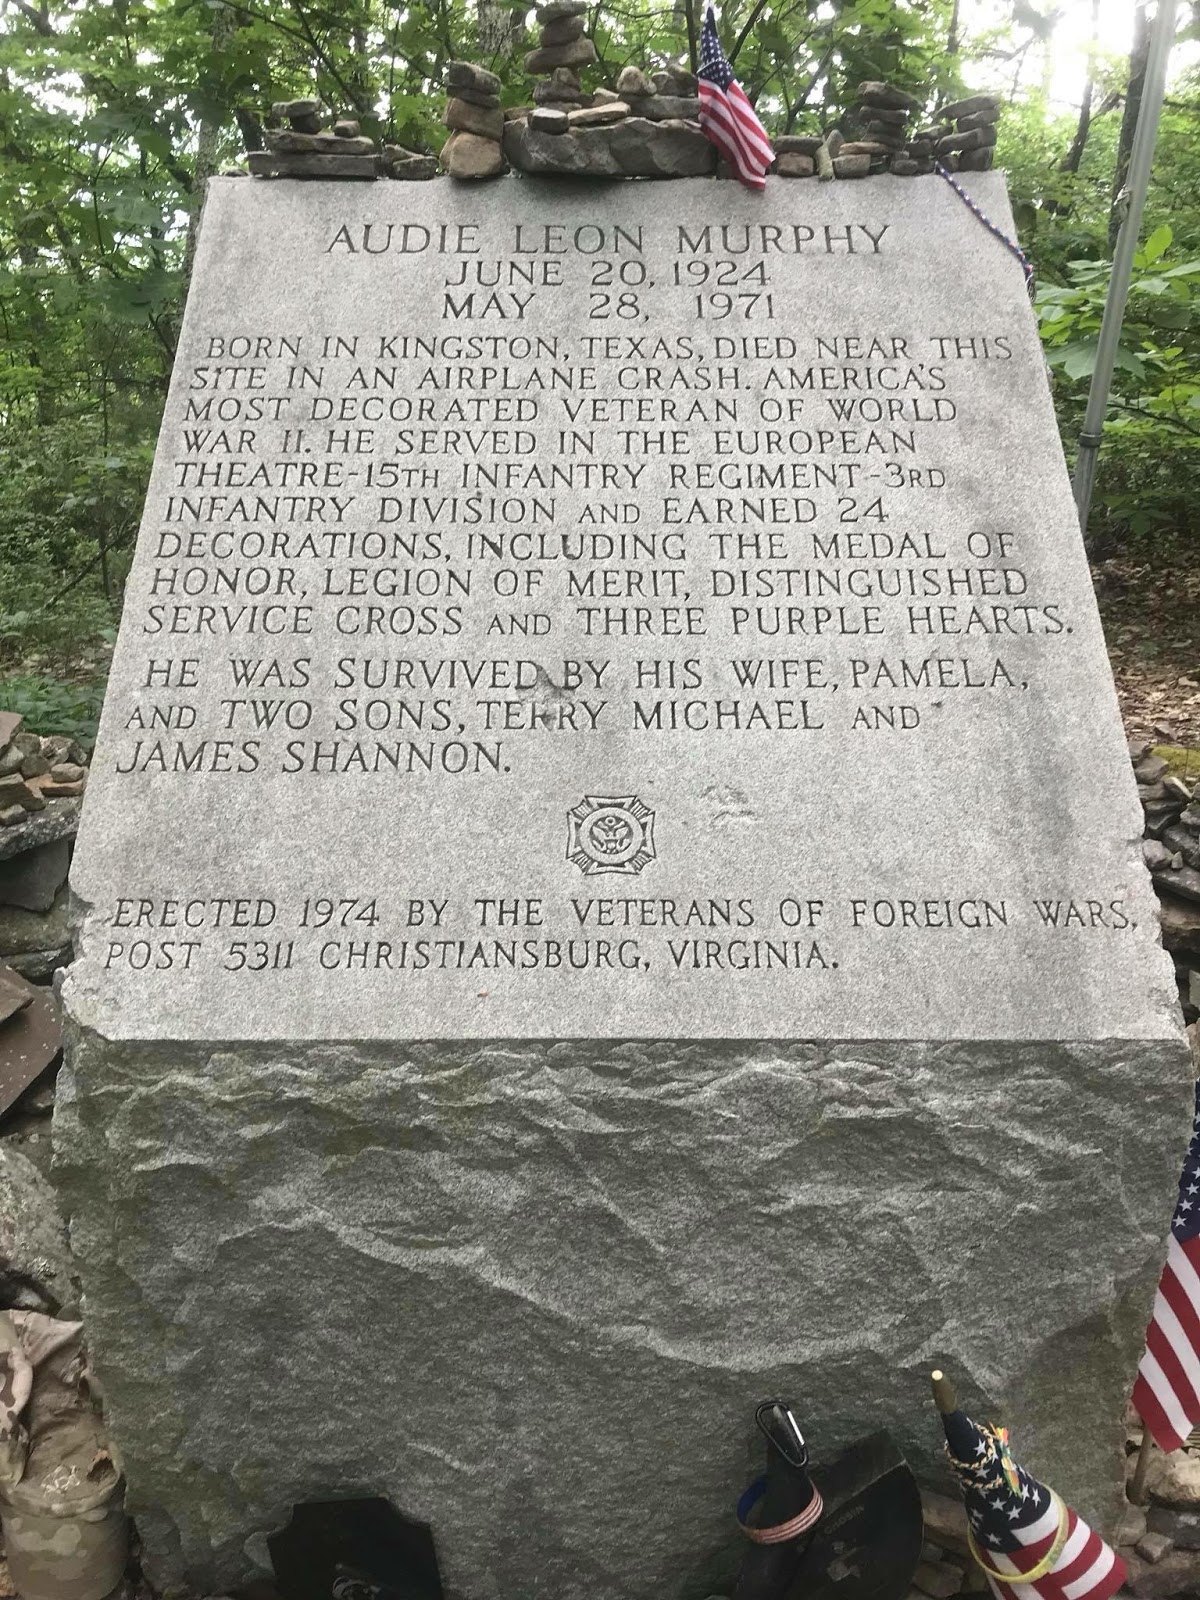 AUDIE LEON MURPHY
JUNE 20, 1924
MAY 28, 1971
BORN IN KINGSTON, TEXAS, DIED NEAR THIS
SITE IN AN AIRPLANE CRASH. AMERICA'S
MOST DECORATED VETERAN OF WORLD
WAR II. HE SERVED IN THE EUROPEAN
THEATRE-15TH INFANTRY REGIMENT-3RD
INFANTRY DIVISION AND EARNED 24
DECORATIONS, INCLUDING THE MEDAL OF
HONOR, LEGION OF MERIT, DISTINGUISHED
SERVICE CROSS AND THREE PURPLE HEARTS.
HE WAS SURVIVED BY HIS WIFE, PAMELA,
AND TWO SONS, TERRY MICHAEL AND
JAMES SHANNON.
ERECTED 1974 BY THE VETERANS OF FOREIGN WARS,
POST 5311 CHRISTIANSBURG, VIRGINIA.